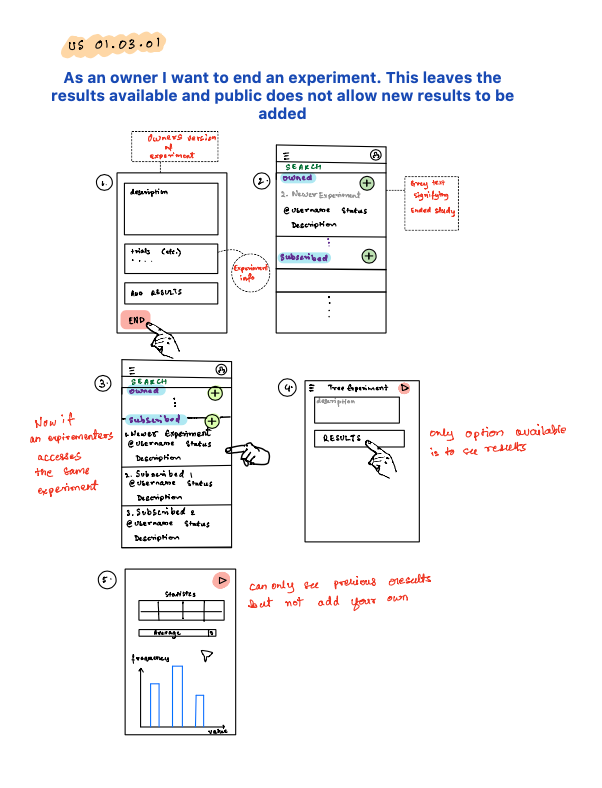 US 01.03.01
As an owner I want to end an experiment. This leaves the
results available and public does not allow new results to be
added
Owners version
of
experiment
1.
description
trials (etc.)
Experiment
info
ADD RESULTS
END
2.
SEARCH
owned
2. Newer Experiment
@username status
Description
Subscribed
Grey text
signifying
Ended study
3.
SEARCH
owned
Subscribed
1. Newer Experiment
@username status
Description
2. Subscribed 1
@username status
Description
3. Subscribed 2
@username status
Description
Now if
an expirementers
accesses
the same
experiment
4.
Tree Experiment
description
RESULTS
only option available
is to see results
5.
Statistics
Average
frequency
value
can only see previous results
but not add your own